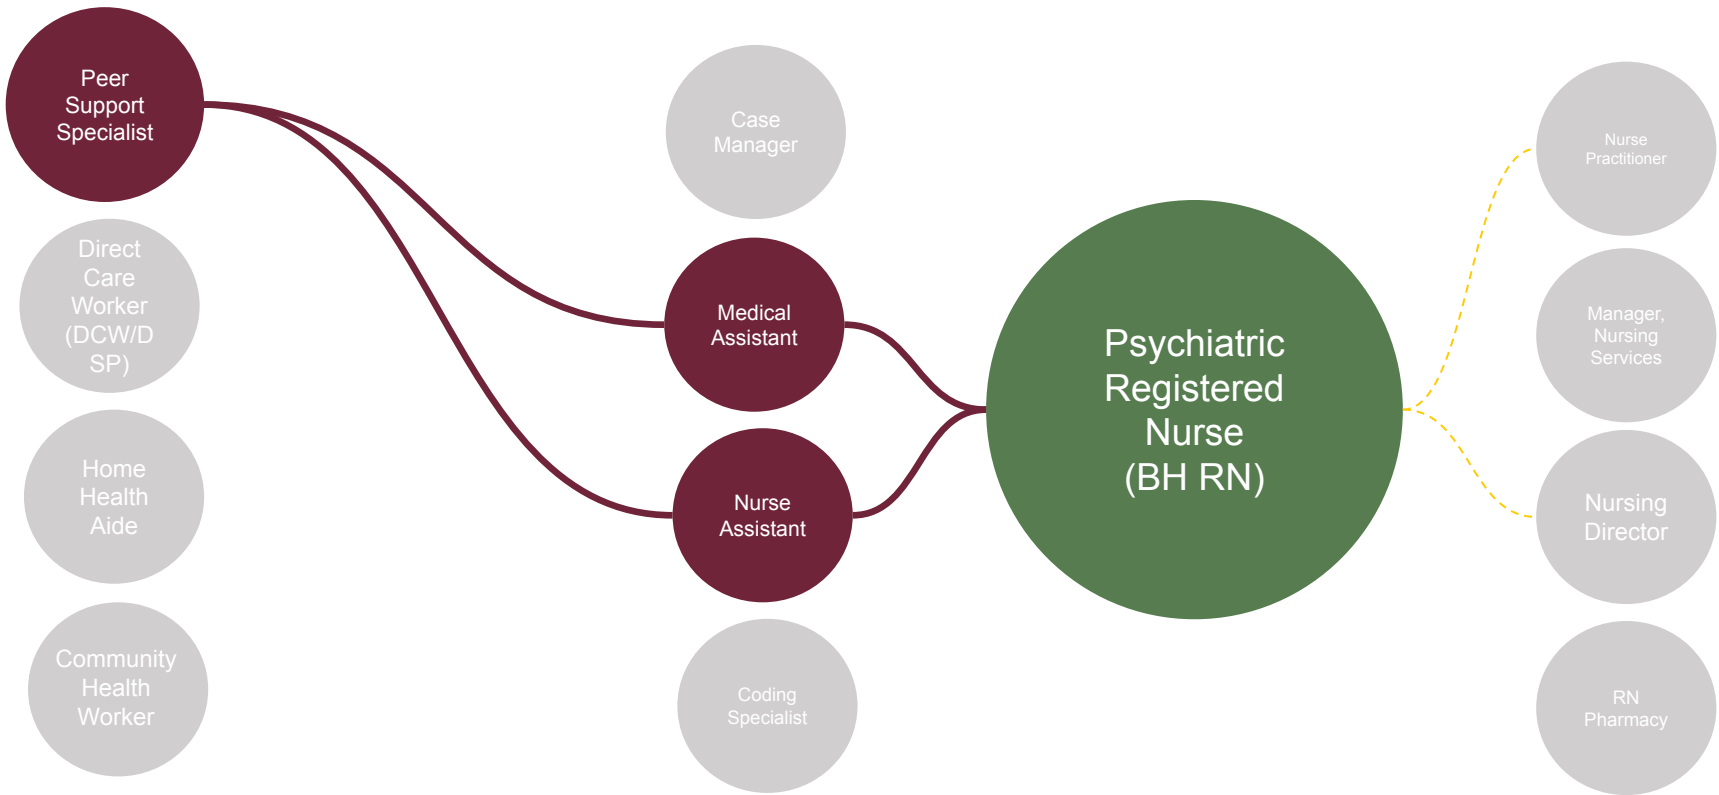 Peer
Support
Specialist
Direct
Care
Worker
(DCW/D
SP)
Home
Health
Aide
Community
Health
Worker
Case
Manager
Medical
Assistant
Nurse
Assistant
Coding
Specialist
Psychiatric
Registered
Nurse
(BH RN)
Nurse
Practitioner
Manager,
Nursing
Services
Nursing
Director
RN
Pharmacy